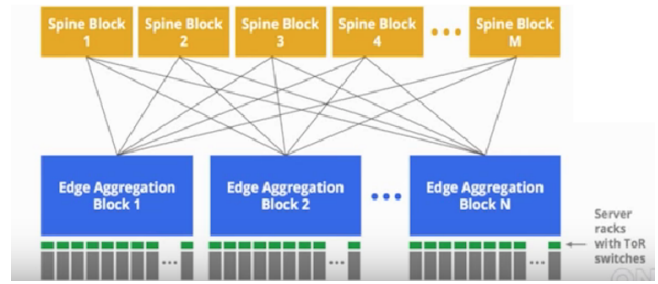 Spine Block
1
Spine Block
2
Spine Block
3
Spine Block
4
Spine Block
M
Edge Aggregation
Block 1
Edge Aggregation
Block 2
Edge Aggregation
Block N
Server
racks
with ToR
switches